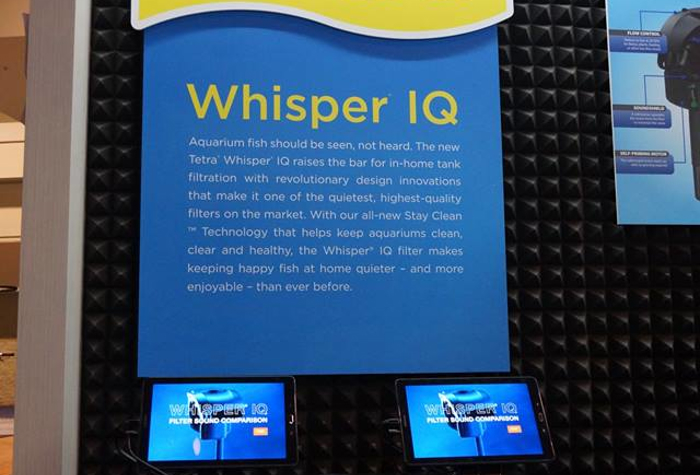 Whisper® IQ
Aquarium fish should be seen, not heard. The new
Tetra® Whisper® IQ raises the bar for in-home tank
filtration with revolutionary design innovations
that make it one of the quietest, highest-quality
filters on the market. With our all-new Stay Clean
™ Technology that helps keep aquariums clean,
clear and healthy, the Whisper® IQ filter makes
keeping happy fish at home quieter – and more
enjoyable – than ever before.
FLOW CONTROL
SOUNDSHIELD
SELF-PRIMING MOTOR
WHISPER IQ
FILTER SOUND COMPARISON
WHISPER IQ
FILTER SOUND COMPARISON